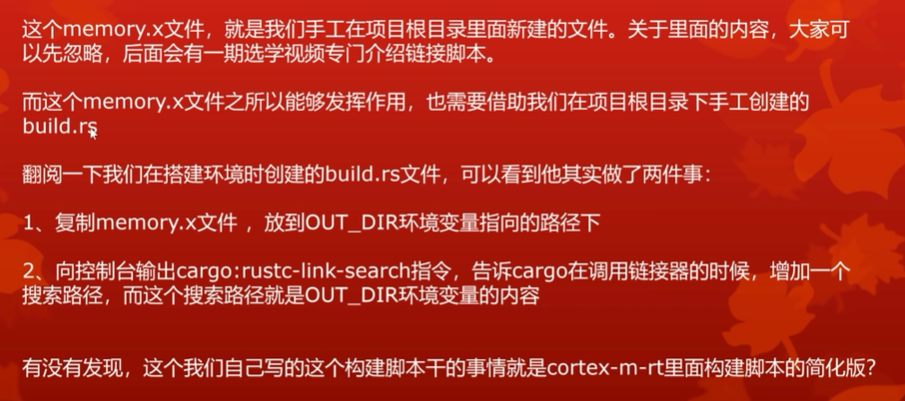 这个memory.x文件，就是我们手工在项目根目录里面新建的文件。关于里面的内容，大家可
以先忽略，后面会有一期选学视频专门介绍链接脚本。
而这个memory.x文件之所以能够发挥作用，也需要借助我们在项目根目录下手工创建的
build.rs
翻阅一下我们在搭建环境时创建的build.rs文件，可以看到他其实做了两件事：
1、复制memory.x文件 ，放到OUT_DIR环境变量指向的路径下
2、向控制台输出cargo:rustc-link-search指令，告诉cargo在调用链接器的时候，增加一个
搜索路径，而这个搜索路径就是OUT_DIR环境变量的内容
有没有发现，这个我们自己写的这个构建脚本干的事情就是cortex-m-rt里面构建脚本的简化版？